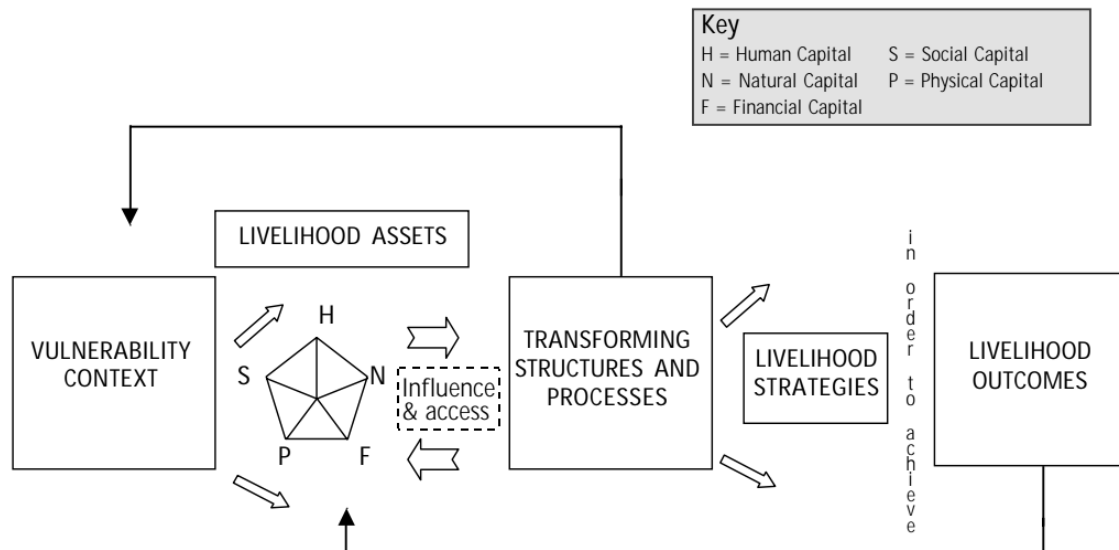 Key
H = Human Capital S = Social Capital
N = Natural Capital P = Physical Capital
F = Financial Capital
LIVELIHOOD ASSETS
VULNERABILITY
CONTEXT
H
S
N
P
F
Influence
& access
TRANSFORMING
STRUCTURES AND
PROCESSES
LIVELIHOOD
STRATEGIES
in order to achieve
LIVELIHOOD
OUTCOMES